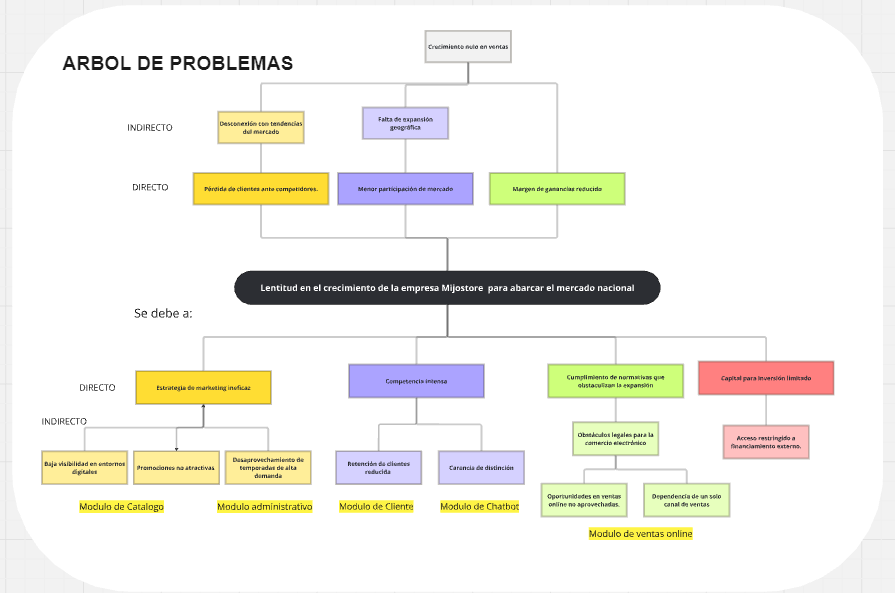 Crecimiento nulo en ventas
ARBOL DE PROBLEMAS
INDIRECTO
Desconexión con tendencias
del mercado
Falta de expansión
geográfica
DIRECTO
Pérdida de clientes ante competidores.
Menor participación de mercado
Margen de ganancias reducido
Lentitud en el crecimiento de la empresa Mijostore para abarcar el mercado nacional
Se debe a:
DIRECTO
Estrategia de marketing ineficaz
Competencia intensa
Cumplimiento de normativas que
obstaculizan la expansión
Capital para inversión limitado
INDIRECTO
Baja visibilidad en entornos
digitales
Promociones no atractivas
Desaprovechamiento de
temporadas de alta
demanda
Retención de clientes
reducida
Carencia de distinción
Obstáculos legales para la
comercio electrónico
Acceso restringido a
financiamiento externo.
Oportunidades en ventas
online no aprovechadas.
Dependencia de un solo
canal de ventas
Modulo de Catalogo
Modulo administrativo
Modulo de Cliente
Modulo de Chatbot
Modulo de ventas online